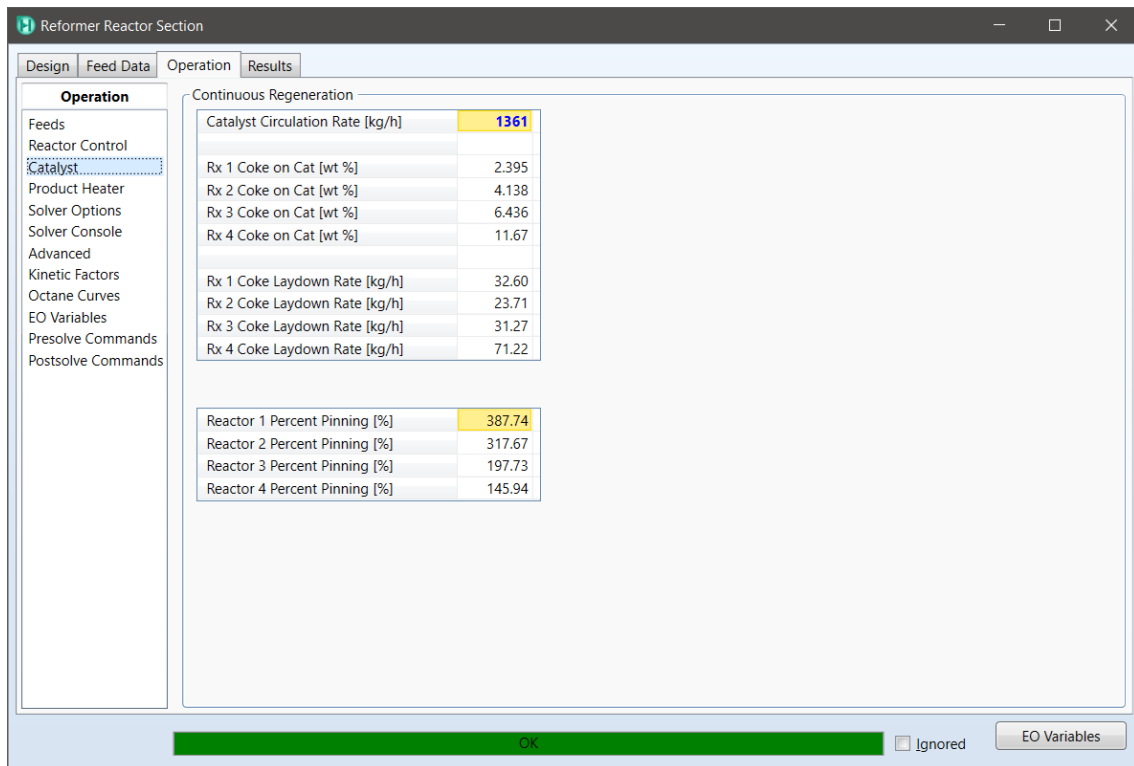 Reformer Reactor Section
Design Feed Data Operation Results
Operation
Feeds
Reactor Control
Catalyst
Product Heater
Solver Options
Solver Console
Advanced
Kinetic Factors
Octane Curves
EO Variables
Presolve Commands
Postsolve Commands
Continuous Regeneration
Catalyst Circulation Rate [kg/h] 1361
Rx 1 Coke on Cat [wt %] 2.395
Rx 2 Coke on Cat [wt %] 4.138
Rx 3 Coke on Cat [wt %] 6.436
Rx 4 Coke on Cat [wt %] 11.67
Rx 1 Coke Laydown Rate [kg/h] 32.60
Rx 2 Coke Laydown Rate [kg/h] 23.71
Rx 3 Coke Laydown Rate [kg/h] 31.27
Rx 4 Coke Laydown Rate [kg/h] 71.22
Reactor 1 Percent Pinning [%] 387.74
Reactor 2 Percent Pinning [%] 317.67
Reactor 3 Percent Pinning [%] 197.73
Reactor 4 Percent Pinning [%] 145.94
OK
Ignored
EO Variables